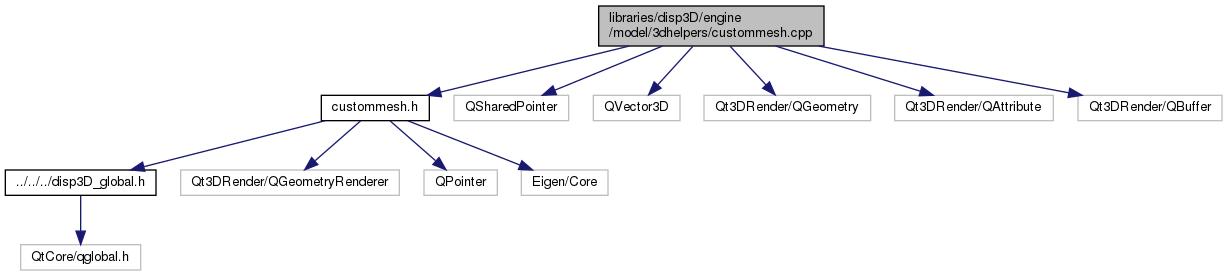 libraries/disp3D/engine
/model/3dhelpers/custommesh.cpp
custommesh.h
QSharedPointer
QVector3D
Qt3DRender/QGeometry
Qt3DRender/QAttribute
Qt3DRender/QBuffer
../../../disp3D_global.h
Qt3DRender/QGeometryRenderer
QPointer
Eigen/Core
QtCore/qglobal.h